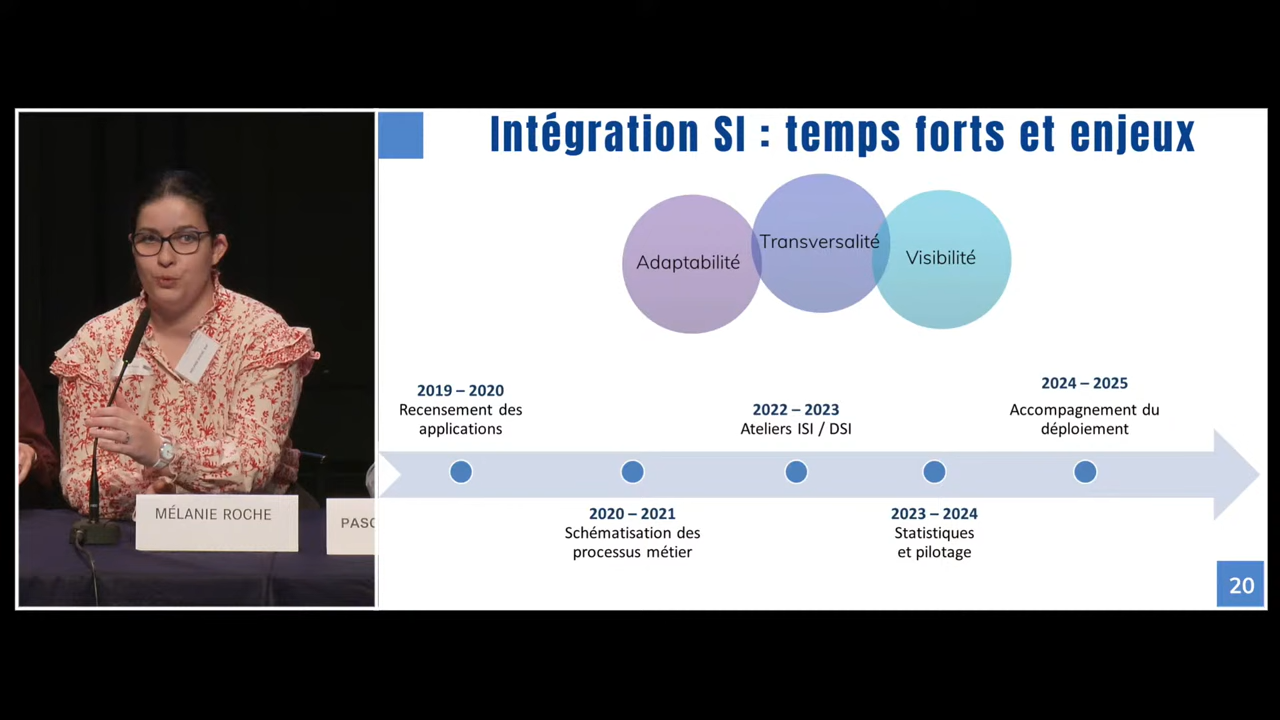 Intégration SI : temps forts et enjeux
Adaptabilité
Transversalité
Visibilité
2019 – 2020
Recensement des
applications
2020 – 2021
Schématisation des
processus métier
2022 – 2023
Ateliers ISI / DSI
2023 – 2024
Statistiques
et pilotage
2024 – 2025
Accompagnement du
déploiement
20
MÉLANIE ROCHE
PASC